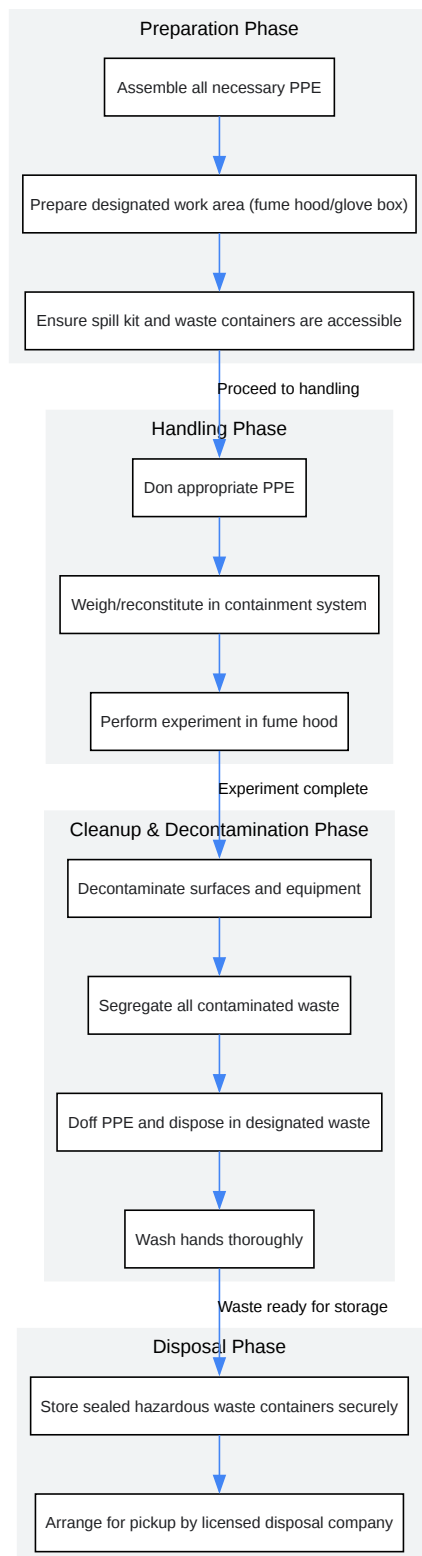 Preparation Phase
Assemble all necessary PPE
Prepare designated work area (fume hood/glove box)
Ensure spill kit and waste containers are accessible
Proceed to handling
Handling Phase
Don appropriate PPE
Weigh/reconstitute in containment system
Perform experiment in fume hood
Experiment complete
Cleanup & Decontamination Phase
Decontaminate surfaces and equipment
Segregate all contaminated waste
Doff PPE and dispose in designated waste
Wash hands thoroughly
Waste ready for storage
Disposal Phase
Store sealed hazardous waste containers securely
Arrange for pickup by licensed disposal company